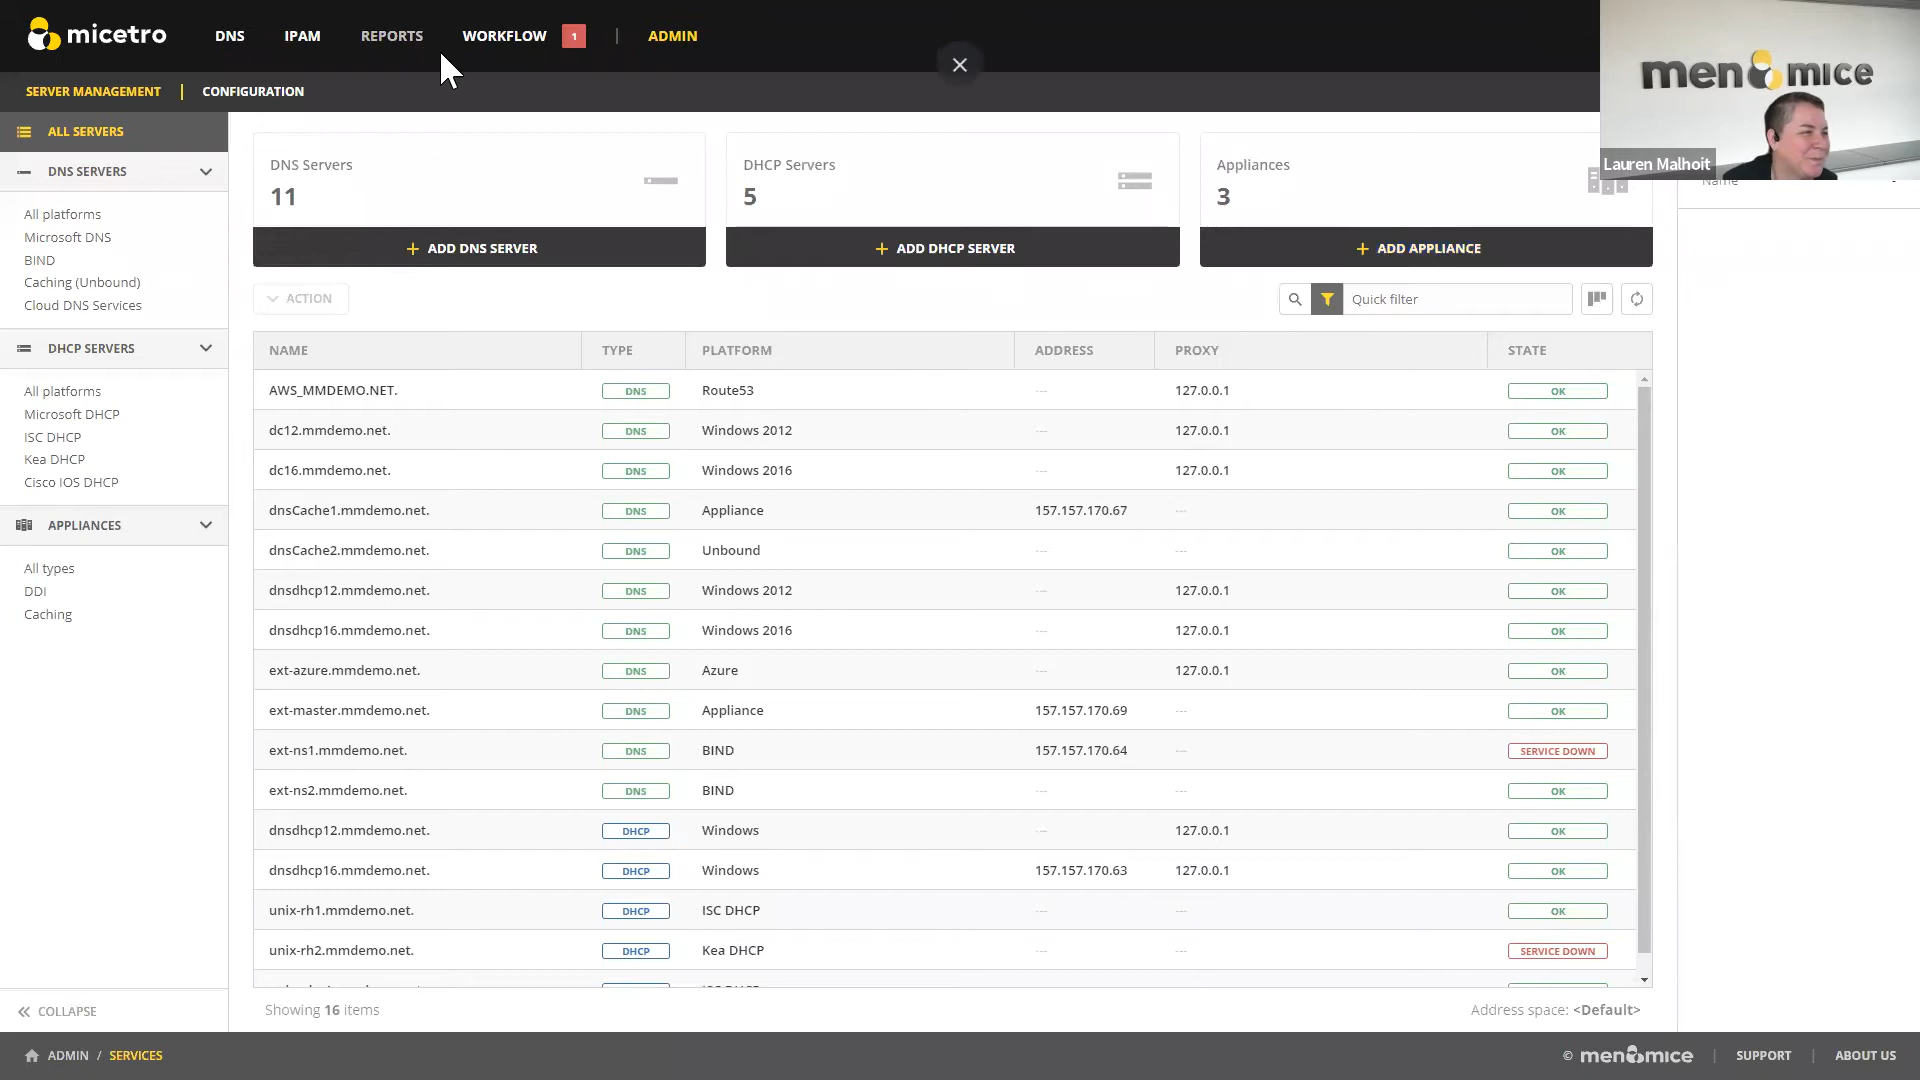 micetro DNS IPAM REPORTS WORKFLOW 1 | ADMIN
men&mice
Lauren Malhoit
SERVER MANAGEMENT | CONFIGURATION
ALL SERVERS
DNS SERVERS
All platforms
Microsoft DNS
BIND
Caching (Unbound)
Cloud DNS Services
DHCP SERVERS
All platforms
Microsoft DHCP
ISC DHCP
Kea DHCP
Cisco IOS DHCP
APPLIANCES
All types
DDI
Caching
COLLAPSE
DNS Servers
11
+ ADD DNS SERVER
DHCP Servers
5
+ ADD DHCP SERVER
Appliances
3
+ ADD APPLIANCE
Name
ACTION Quick filter
NAME TYPE PLATFORM ADDRESS PROXY STATE
AWS_MMDEMO.NET. DNS Route53 --- 127.0.0.1 OK
dc12.mmdemo.net. DNS Windows 2012 --- 127.0.0.1 OK
dc16.mmdemo.net. DNS Windows 2016 --- 127.0.0.1 OK
dnsCache1.mmdemo.net. DNS Appliance 157.157.170.67 --- OK
dnsCache2.mmdemo.net. DNS Unbound --- --- OK
dnsdhcp12.mmdemo.net. DNS Windows 2012 --- 127.0.0.1 OK
dnsdhcp16.mmdemo.net. DNS Windows 2016 --- 127.0.0.1 OK
ext-azure.mmdemo.net. DNS Azure --- 127.0.0.1 OK
ext-master.mmdemo.net. DNS Appliance 157.157.170.69 --- OK
ext-ns1.mmdemo.net. DNS BIND 157.157.170.64 --- SERVICE DOWN
ext-ns2.mmdemo.net. DNS BIND --- --- OK
dnsdhcp12.mmdemo.net. DHCP Windows --- 127.0.0.1 OK
dnsdhcp16.mmdemo.net. DHCP Windows 157.157.170.63 127.0.0.1 OK
unix-rh1.mmdemo.net. DHCP ISC DHCP --- --- OK
unix-rh2.mmdemo.net. DHCP Kea DHCP --- --- SERVICE DOWN
Showing 16 items Address space: <Default>
ADMIN / SERVICES © men&mice | SUPPORT | ABOUT US